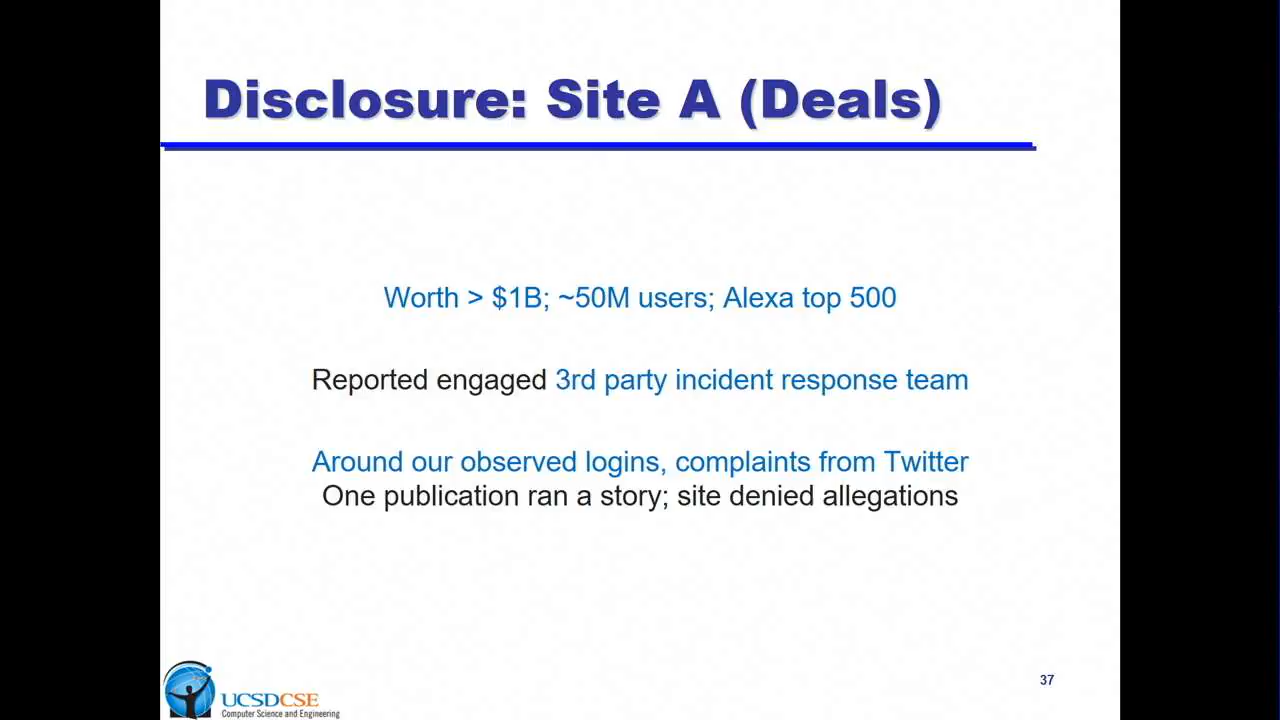 Disclosure: Site A (Deals)
Worth > $1B; ~50M users; Alexa top 500
Reported engaged 3rd party incident response team
Around our observed logins, complaints from Twitter
One publication ran a story; site denied allegations
UCSDCSE
Computer Science and Engineering
37